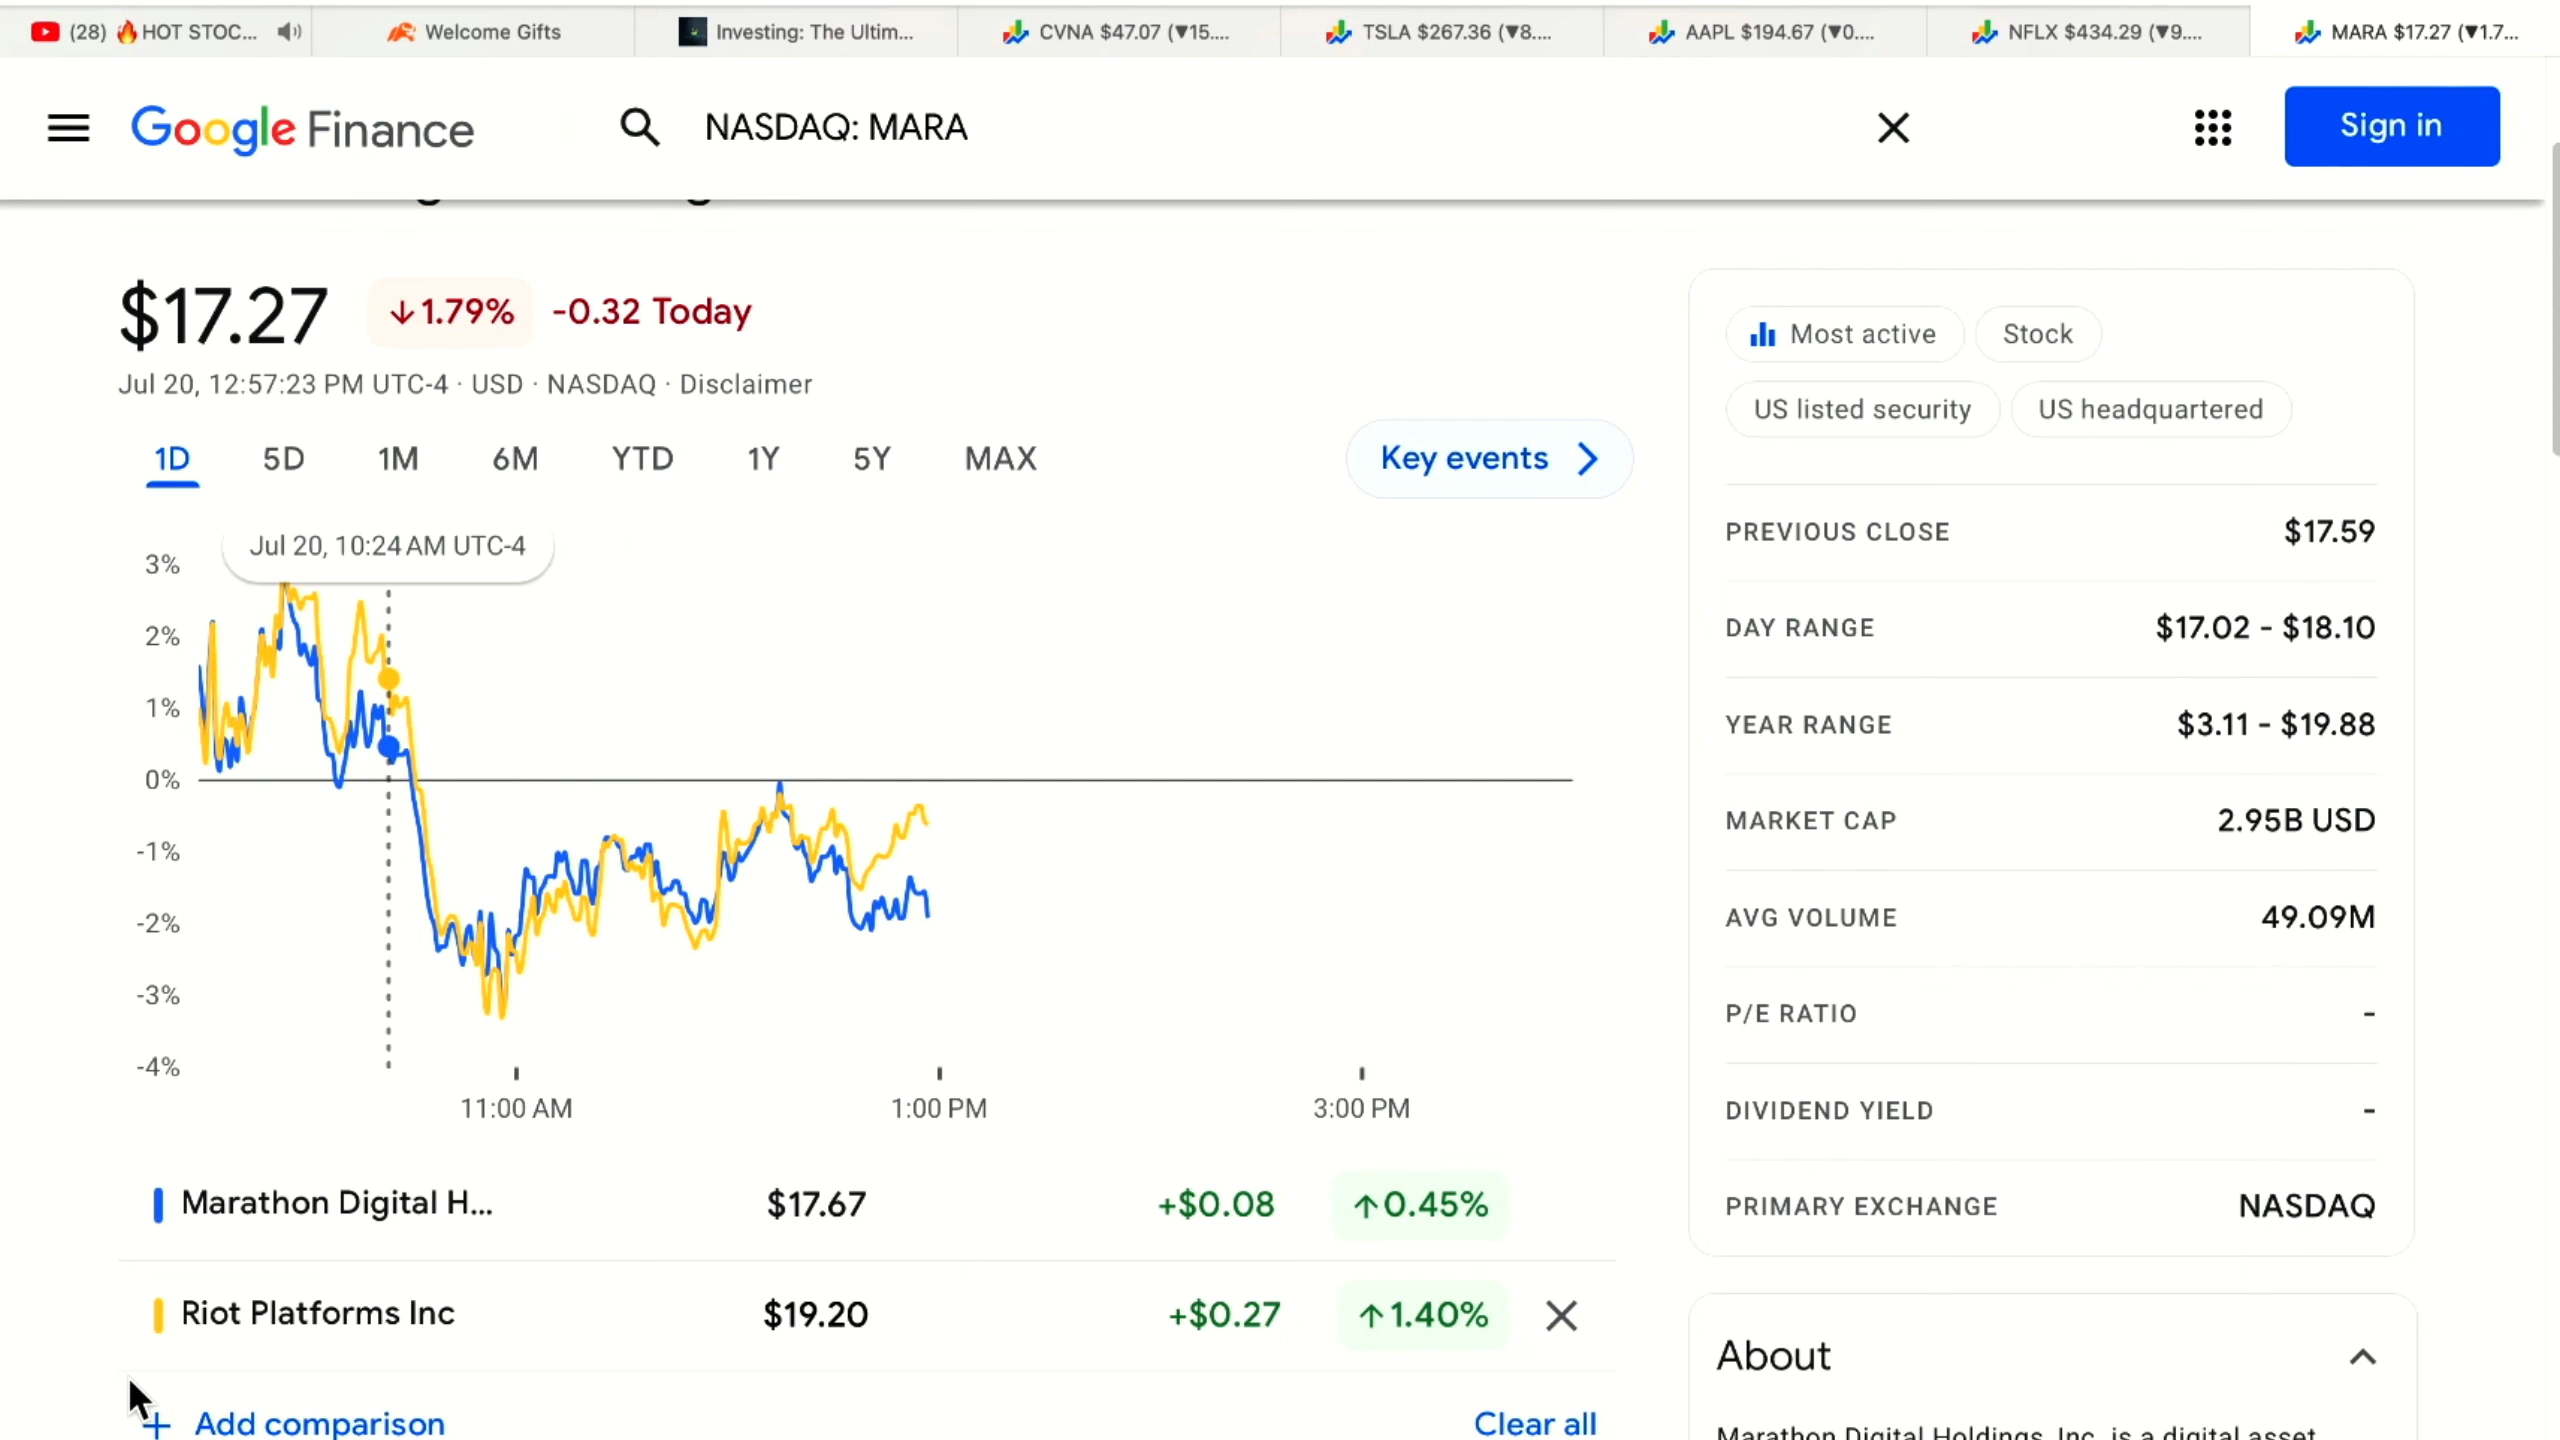 (28) 🔥HOT STOC...
Welcome Gifts
Investing: The Ultim...
CVNA $47.07 (▼15....
TSLA $267.36 (▼8....
AAPL $194.67 (▼0....
NFLX $434.29 (▼9....
MARA $17.27 (▼1.7...
Google Finance
NASDAQ: MARA
Sign in
$17.27 ↓1.79% -0.32 Today
Jul 20, 12:57:23 PM UTC-4 · USD · NASDAQ · Disclaimer
1D 5D 1M 6M YTD 1Y 5Y MAX
Key events
Jul 20, 10:24 AM UTC-4
3%
2%
1%
0%
-1%
-2%
-3%
-4%
11:00 AM 1:00 PM 3:00 PM
Marathon Digital H... $17.67 +$0.08 ↑0.45%
Riot Platforms Inc $19.20 +$0.27 ↑1.40%
+ Add comparison
Clear all
Most active
Stock
US listed security
US headquartered
PREVIOUS CLOSE $17.59
DAY RANGE $17.02 - $18.10
YEAR RANGE $3.11 - $19.88
MARKET CAP 2.95B USD
AVG VOLUME 49.09M
P/E RATIO -
DIVIDEND YIELD -
PRIMARY EXCHANGE NASDAQ
About
Marathon Digital Holdings, Inc. is a digital asset